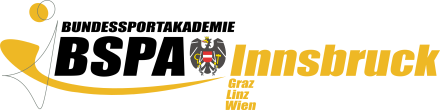 BUNDESSPORTAKADEMIE
BSPA Innsbruck
Graz
Linz
Wien